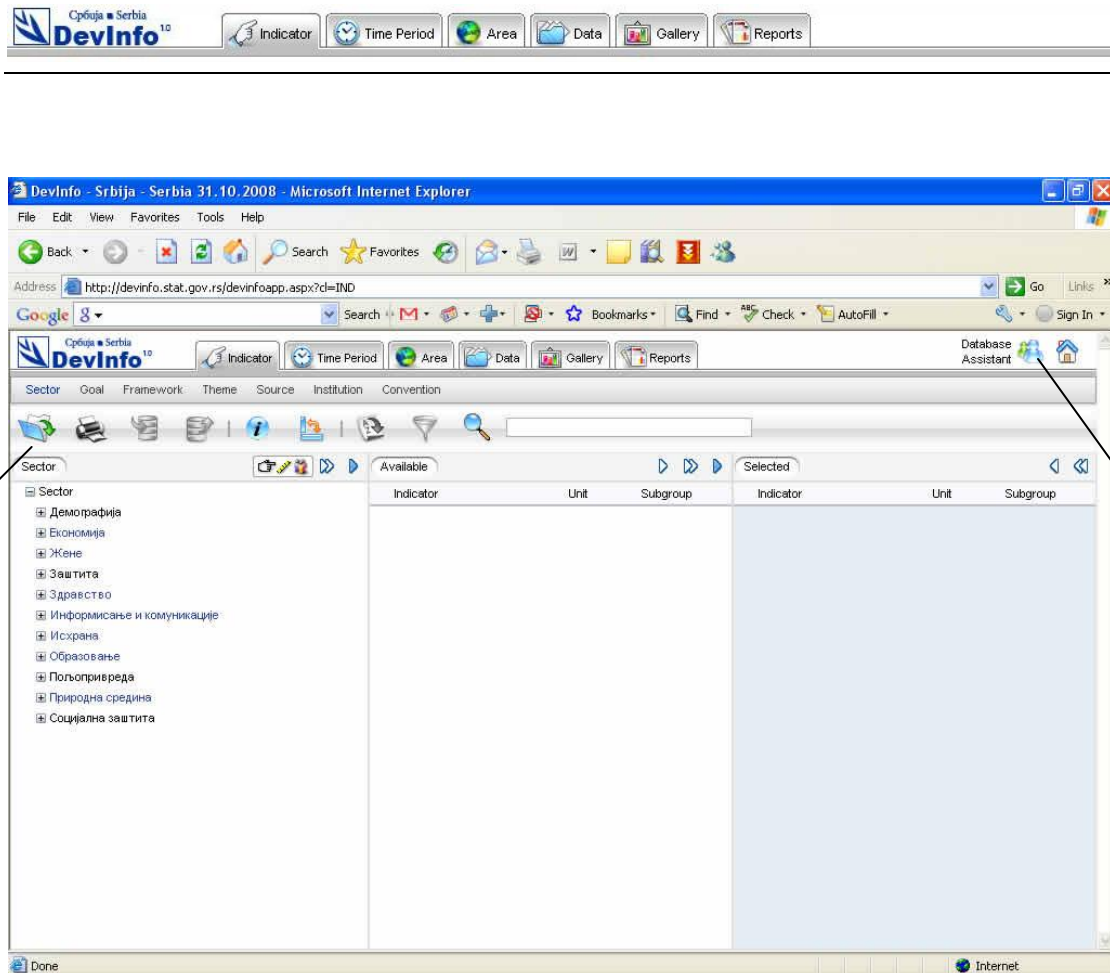 Србија ■ Serbia
DevInfo 1.0
Indicator Time Period Area Data Gallery Reports
DevInfo - Srbija - Serbia 31.10.2008 - Microsoft Internet Explorer
File Edit View Favorites Tools Help
Back Search Favorites
Address http://devinfo.stat.gov.rs/devinfoapp.aspx?cl=IND Go Links »
Google Search Bookmarks Find Check AutoFill Sign In
Србија ■ Serbia
DevInfo 1.0
Indicator Time Period Area Data Gallery Reports
Database
Assistant
Sector Goal Framework Theme Source Institution Convention
Sector Available Selected
Indicator Unit Subgroup Indicator Unit Subgroup
Sector
Демографија
Економија
Жене
Заштита
Здравство
Информисање и комуникације
Исхрана
Образовање
Пољопривреда
Природна средина
Социјална заштита
Done Internet